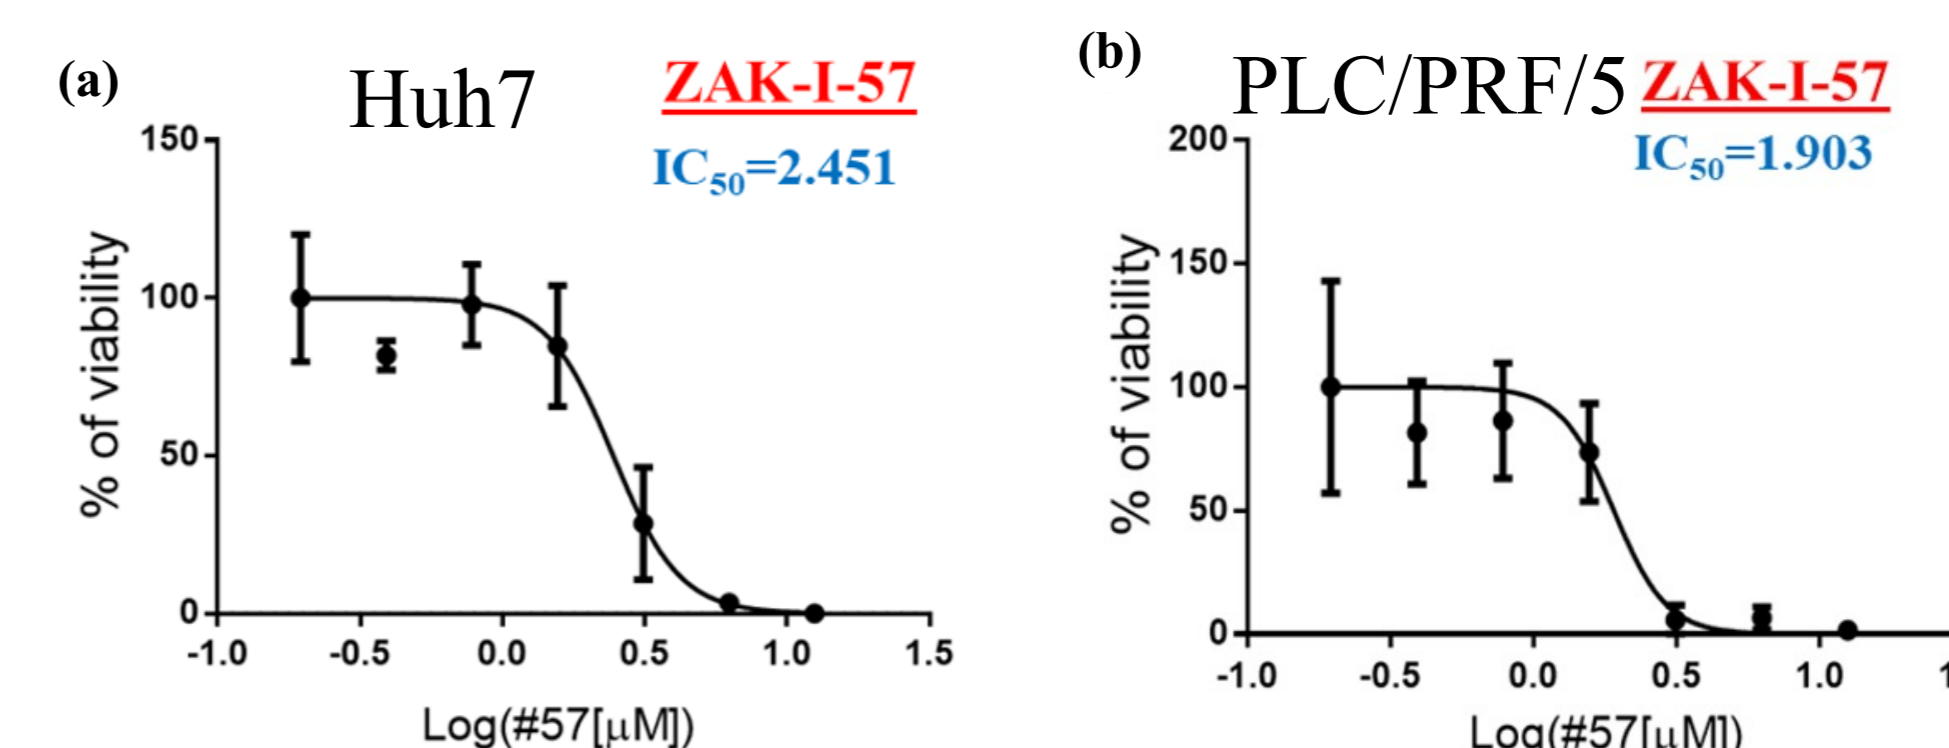 (a) Huh7 ZAK-I-57
IC50=2.451
% of viability
150
100
50
0
-1.0 -0.5 0.0 0.5 1.0 1.5
Log(#57[μM])
(b) PLC/PRF/5 ZAK-I-57
IC50=1.903
% of viability
200
150
100
50
0
-1.0 -0.5 0.0 0.5 1.0
Log(#57[μM])